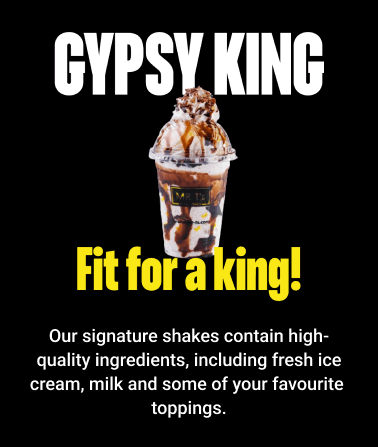 GYPSY KING
MR T's
Fit for a king!
Our signature shakes contain high-
quality ingredients, including fresh ice
cream, milk and some of your favourite
toppings.